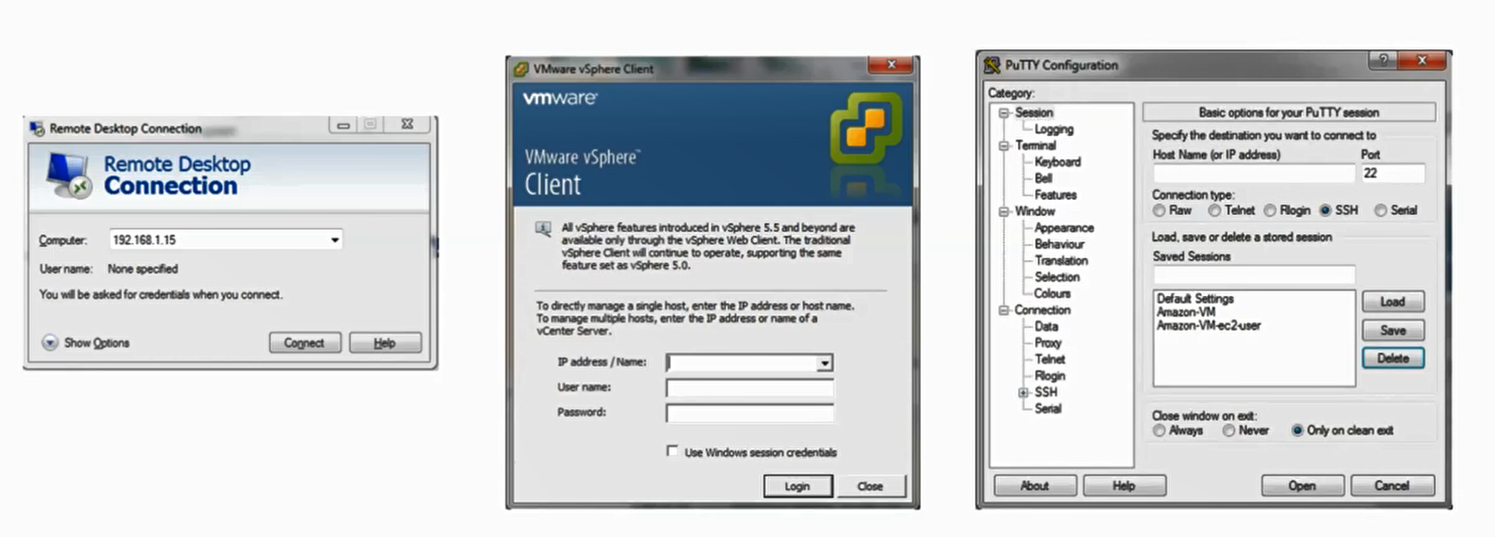 Remote Desktop Connection
Remote Desktop
Connection
Computer: 192.168.1.15
User name: None specified
You will be asked for credentials when you connect.
Show Options
Connect Help
VMware vSphere Client
vmware
VMware vSphere™
Client
All vSphere features introduced in vSphere 5.5 and beyond are
available only through the vSphere Web Client. The traditional
vSphere Client will continue to operate, supporting the same
feature set as vSphere 5.0.
To directly manage a single host, enter the IP address or host name.
To manage multiple hosts, enter the IP address or name of a
vCenter Server.
IP address / Name:
User name:
Password:
Use Windows session credentials
Login Close
PuTTY Configuration
Category:
Session
Logging
Terminal
Keyboard
Bell
Features
Window
Appearance
Behaviour
Translation
Selection
Colours
Connection
Data
Proxy
Telnet
Rlogin
SSH
Serial
Basic options for your PuTTY session
Specify the destination you want to connect to
Host Name (or IP address) Port
22
Connection type:
Raw Telnet Rlogin SSH Serial
Load, save or delete a stored session
Saved Sessions
Default Settings
Amazon-VM
Amazon-VM-ec2-user
Load
Save
Delete
Close window on exit:
Always Never Only on clean exit
About Help Open Cancel